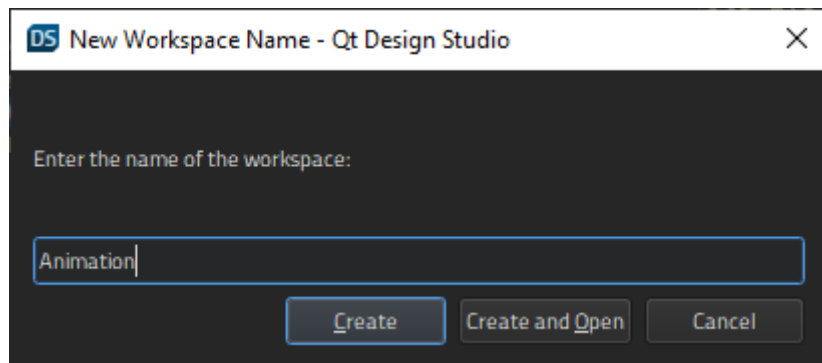 DS New Workspace Name - Qt Design Studio
Enter the name of the workspace:
Animation
Create Create and Open Cancel